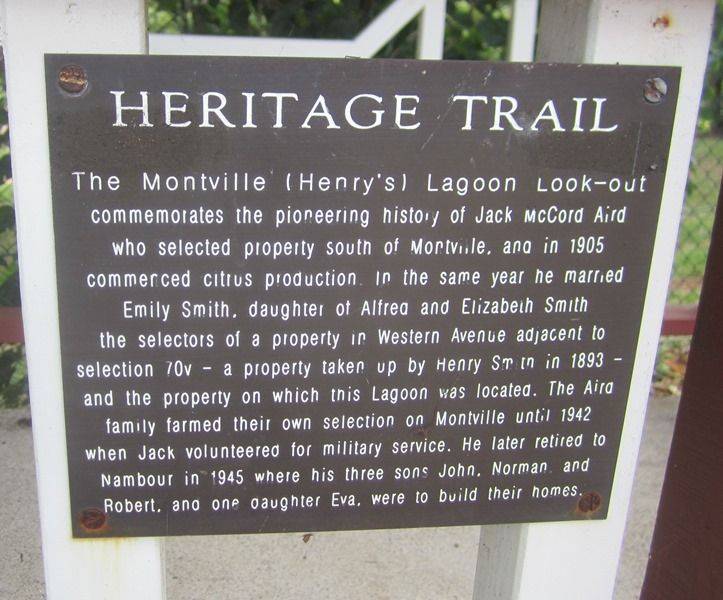 HERITAGE TRAIL
The Montville (Henry's) Lagoon Look-out
commemorates the pioneering history of Jack McCord Aird
who selected property south of Montville, and in 1905
commenced citrus production. In the same year he married
Emily Smith, daughter of Alfred and Elizabeth Smith
the selectors of a property in Western Avenue adjacent to
selection 70v - a property taken up by Henry Smith in 1893 -
and the property on which this Lagoon was located. The Aird
family farmed their own selection on Montville until 1942
when Jack volunteered for military service. He later retired to
Nambour in 1945 where his three sons John, Norman and
Robert, and one daughter Eva, were to build their homes.